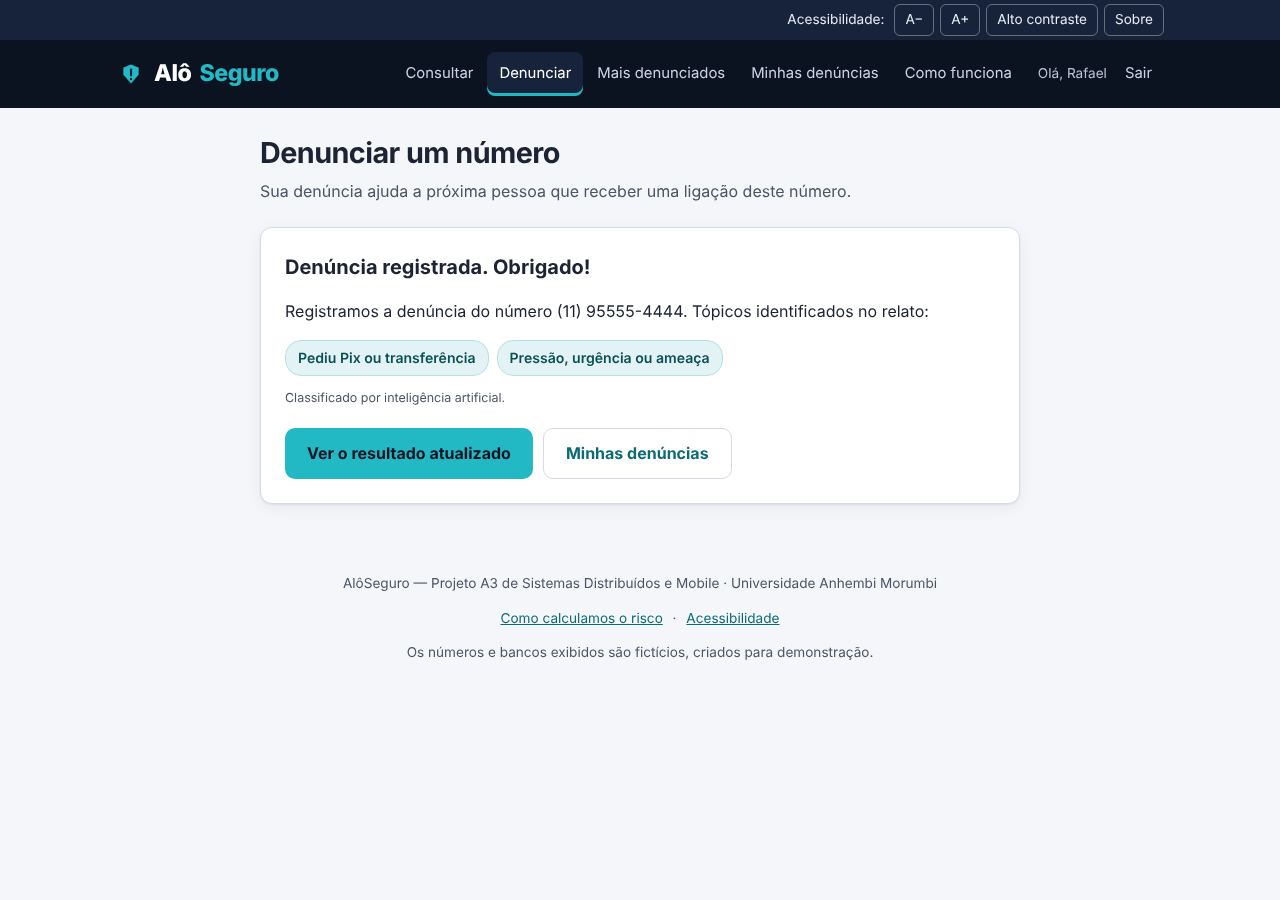 Acessibilidade: A− A+ Alto contraste Sobre
Alô Seguro Consultar Denunciar Mais denunciados Minhas denúncias Como funciona Olá, Rafael Sair
Denunciar um número
Sua denúncia ajuda a próxima pessoa que receber uma ligação deste número.
Denúncia registrada. Obrigado!
Registramos a denúncia do número (11) 95555-4444. Tópicos identificados no relato:
Pediu Pix ou transferência Pressão, urgência ou ameaça
Classificado por inteligência artificial.
Ver o resultado atualizado Minhas denúncias
AlôSeguro — Projeto A3 de Sistemas Distribuídos e Mobile · Universidade Anhembi Morumbi
Como calculamos o risco · Acessibilidade
Os números e bancos exibidos são fictícios, criados para demonstração.